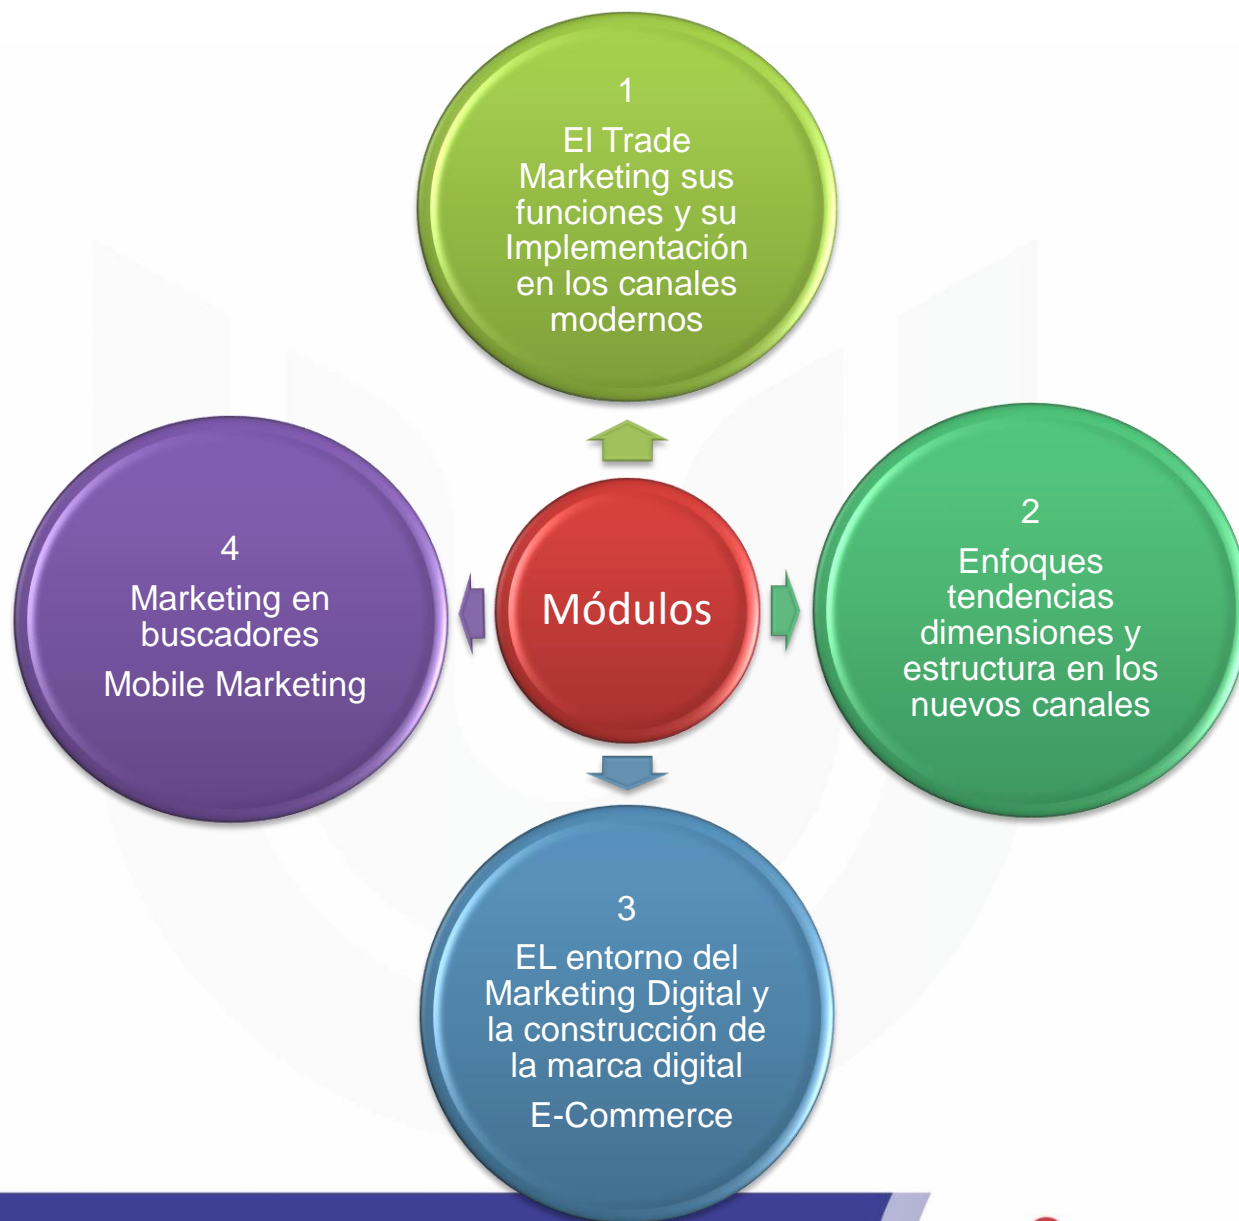 1
El Trade
Marketing sus
funciones y su
Implementación
en los canales
modernos
4
Marketing en
buscadores
Mobile Marketing
Módulos
2
Enfoques
tendencias
dimensiones y
estructura en los
nuevos canales
3
EL entorno del
Marketing Digital y
la construcción de
la marca digital
E-Commerce